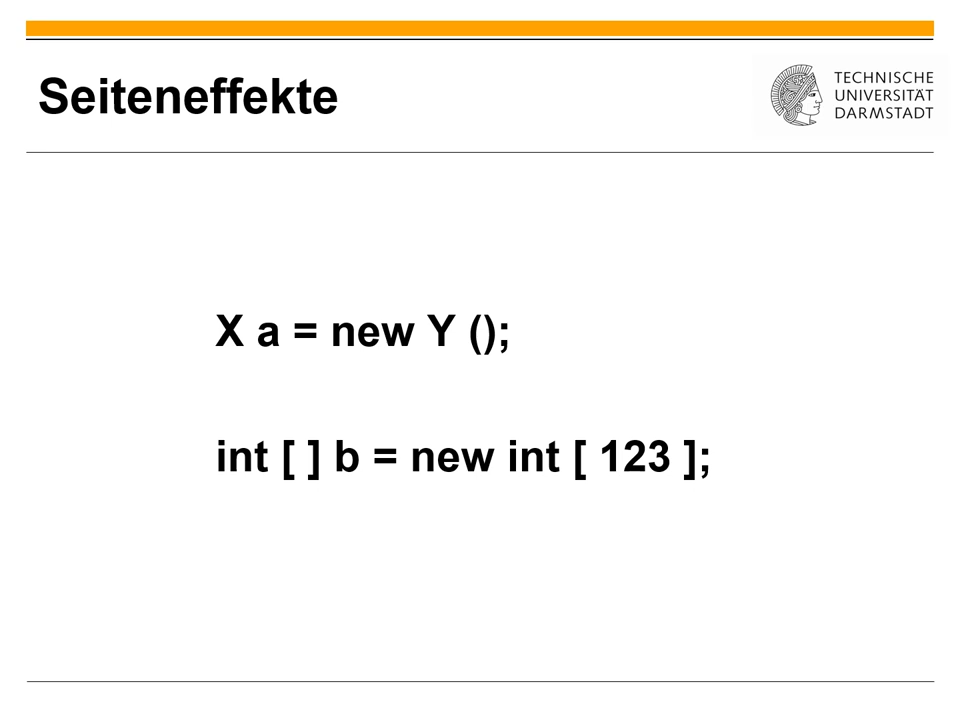 Seiteneffekte
TECHNISCHE
UNIVERSITÄT
DARMSTADT
X a = new Y ();
int [ ] b = new int [ 123 ];